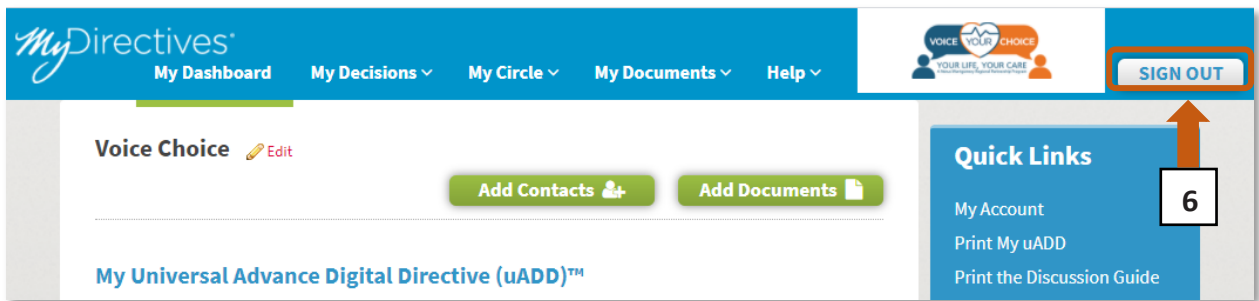 MyDirectives
My Dashboard My Decisions My Circle My Documents Help
VOICE YOUR CHOICE
YOUR LIFE, YOUR CARE
SIGN OUT
Voice Choice Edit
Add Contacts Add Documents
My Universal Advance Digital Directive (uADD)™
Quick Links
My Account
Print My uADD
Print the Discussion Guide
6